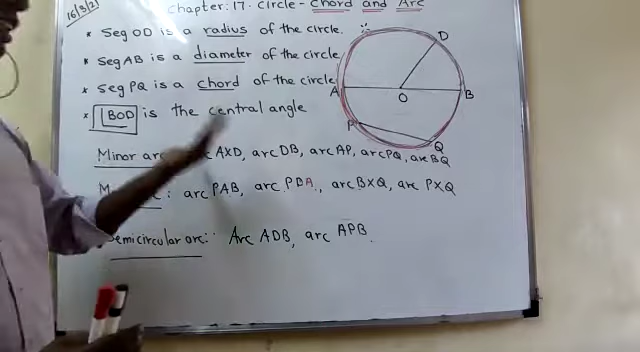 16/3/21
Chapter: 17. Circle - Chord and Arc
* seg OD is a radius of the circle.
* seg AB is a diameter of the circle
* seg PQ is a chord of the circle
* ∠BOD is the central angle
Minor arc AXD, arc DB, arc AP, arc PQ, arc BQ
arc PAB, arc PDA, arc BXQ, arc PXQ
Semicircular arc: Arc ADB, arc APB.
X
D
A
O
B
P
Q